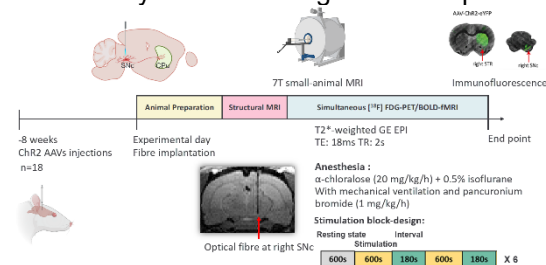 AAV-ChR2-eYFP
SNc
CPu
right STR
right SNc
7T small-animal MRI
Immunofluorescence
Animal Preparation
Structural MRI
Simultaneous [¹⁸F] FDG-PET/BOLD-fMRI
-8 weeks
ChR2 AAVs injections
n=18
Experimental day
Fibre implantation
T2*-weighted GE EPI
TE: 18ms TR: 2s
End point
Anesthesia :
α-chloralose (20 mg/kg/h) + 0.5% isoflurane
With mechanical ventilation and pancuronium
bromide (1 mg/kg/h)
Stimulation block-design:
Resting state
Interval
Stimulation
600s
600s
180s
600s
180s
X 6
Optical fibre at right SNc